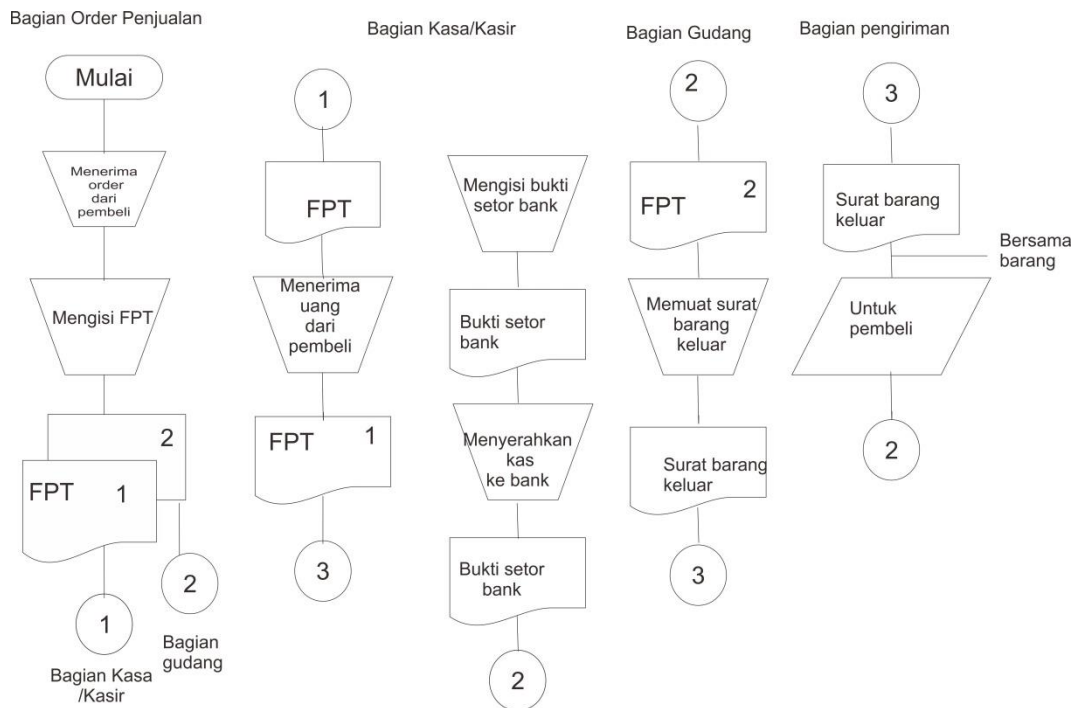 Bagian Order Penjualan
Mulai
Menerima
order
dari
pembeli
Mengisi FPT
2
FPT
1
2
1
Bagian
gudang
Bagian Kasa
/Kasir
Bagian Kasa/Kasir
1
FPT
Menerima
uang
dari
pembeli
FPT
1
3
Mengisi bukti
setor bank
Bukti setor
bank
Menyerahkan
kas
ke bank
Bukti setor
bank
2
Bagian Gudang
2
FPT
2
Memuat surat
barang
keluar
Surat barang
keluar
3
Bagian pengiriman
3
Surat barang
keluar
Bersama
barang
Untuk
pembeli
2